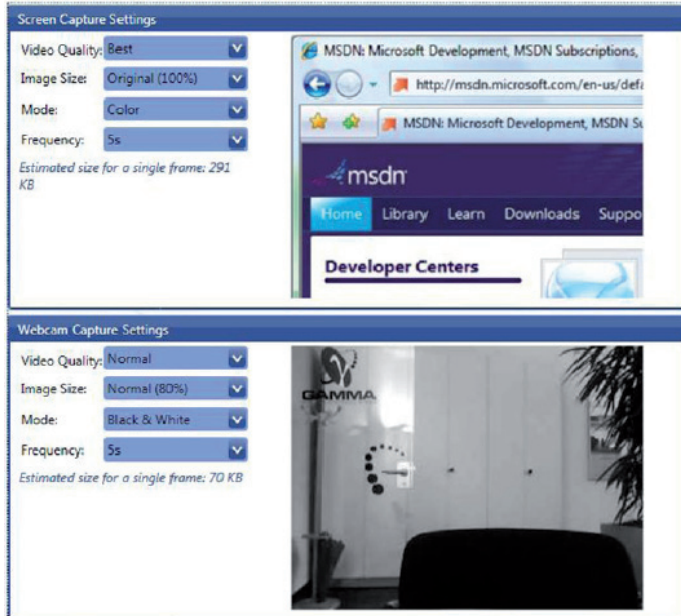 Screen Capture Settings
Video Quality: Best
Image Size: Original (100%)
Mode: Color
Frequency: 5s
Estimated size for a single frame: 291
KB
MSDN: Microsoft Development, MSDN Subscriptions,
http://msdn.microsoft.com/en-us/defa
MSDN: Microsoft Development, MSDN Su
msdn
Home Library Learn Downloads Suppo
Developer Centers
Webcam Capture Settings
Video Quality: Normal
Image Size: Normal (80%)
Mode: Black & White
Frequency: 5s
Estimated size for a single frame: 70 KB
GAMMA